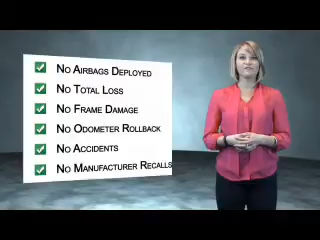 No Airbags Deployed
No Total Loss
No Frame Damage
No Odometer Rollback
No Accidents
No Manufacturer Recalls